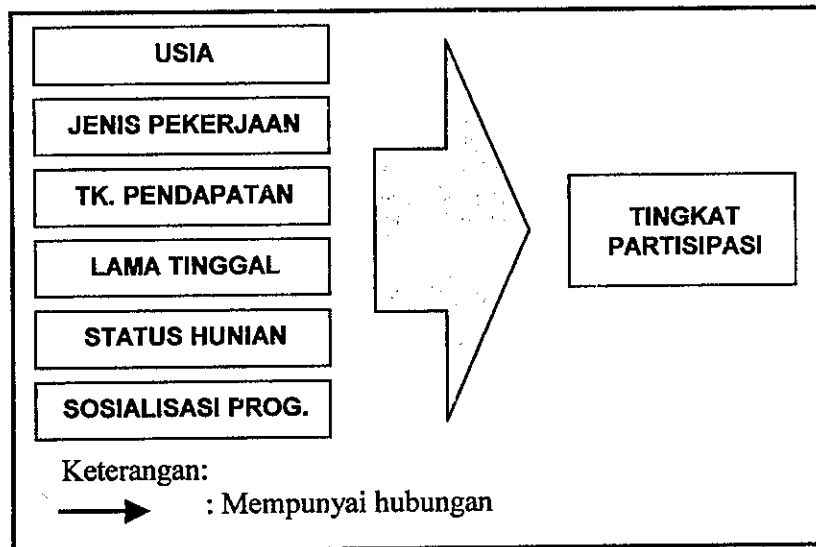 USIA
JENIS PEKERJAAN
TK. PENDAPATAN
LAMA TINGGAL
STATUS HUNIAN
SOSIALISASI PROG.
TINGKAT
PARTISIPASI
Keterangan:
: Mempunyai hubungan